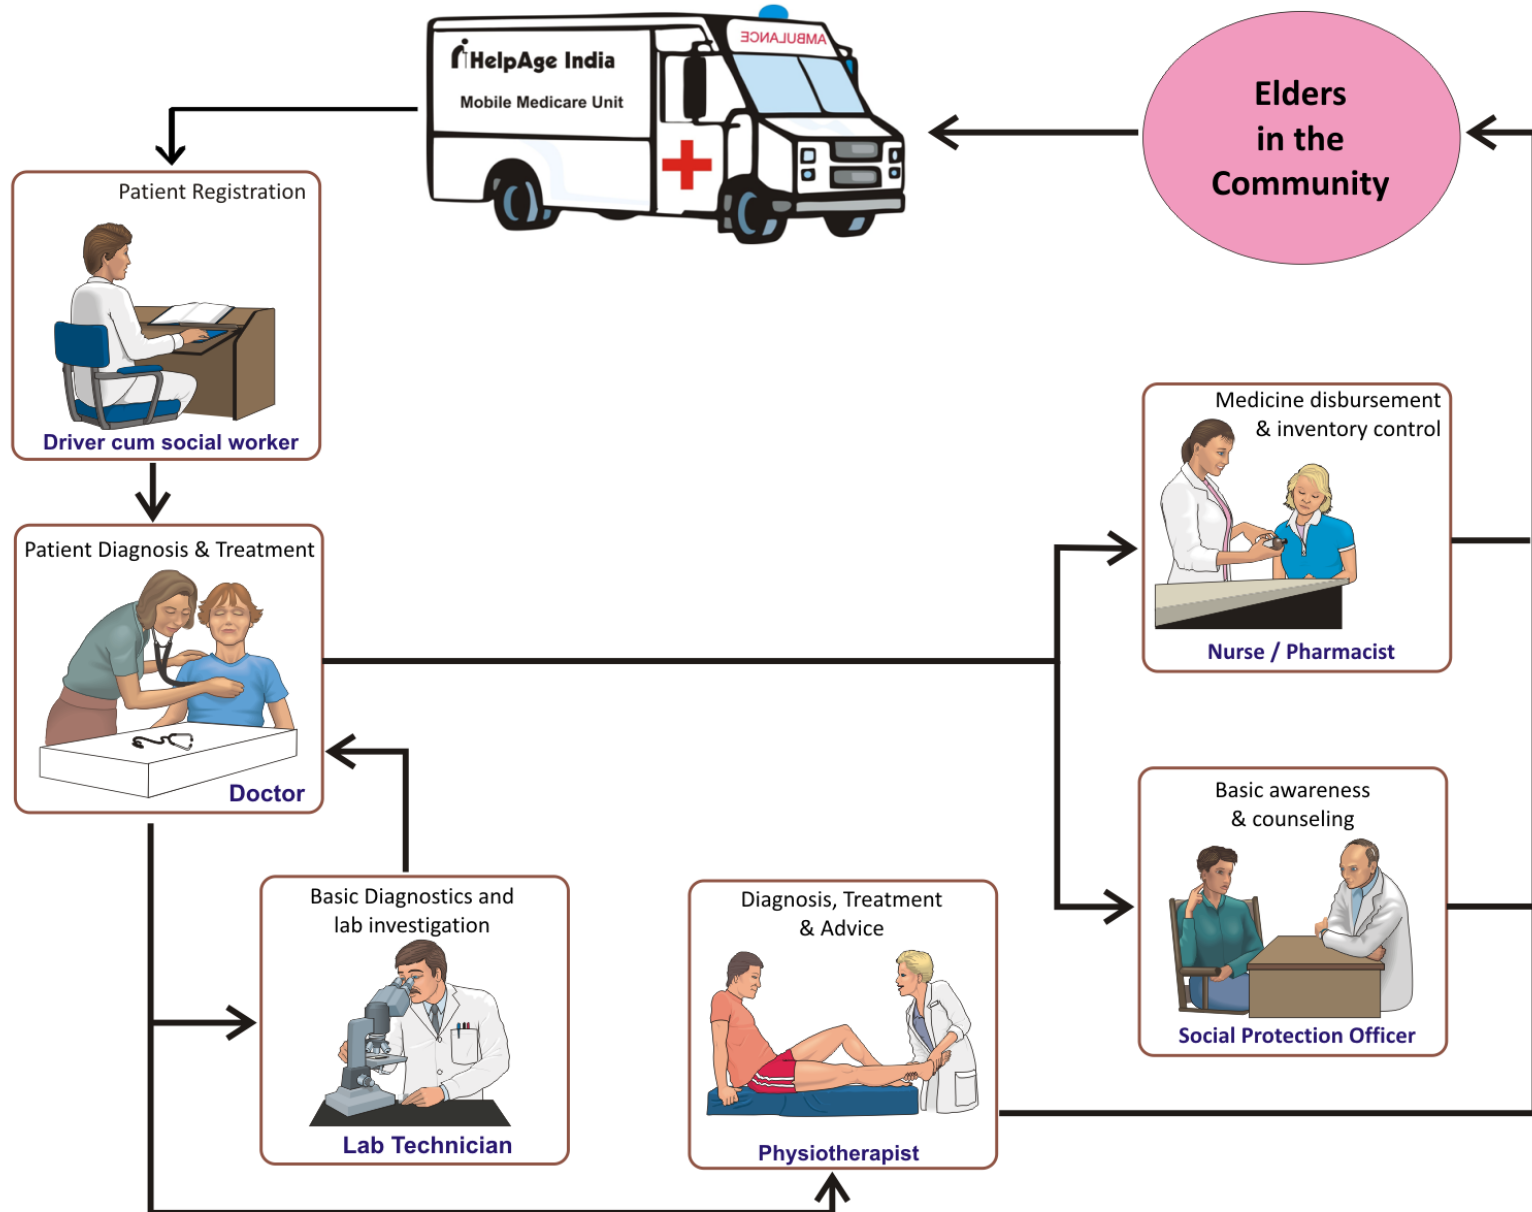 HelpAge India
Mobile Medicare Unit
AMBULANCE
Elders
in the
Community
Patient Registration
Driver cum social worker
Patient Diagnosis & Treatment
Doctor
Medicine disbursement
& inventory control
Nurse / Pharmacist
Basic awareness
& counseling
Social Protection Officer
Basic Diagnostics and
lab investigation
Lab Technician
Diagnosis, Treatment
& Advice
Physiotherapist